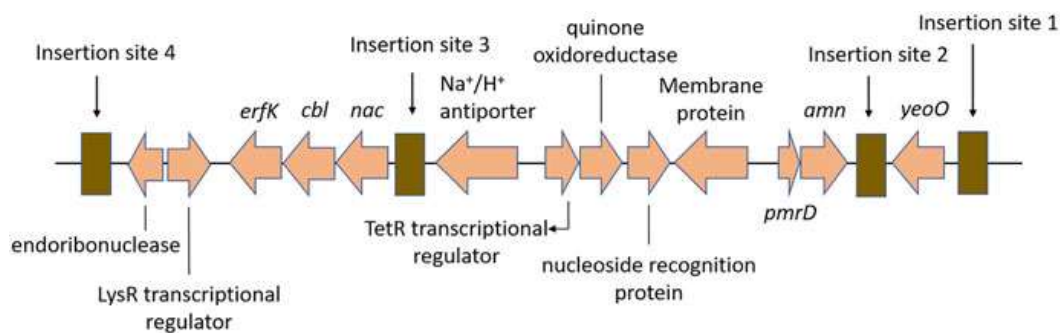 Insertion site 4
Insertion site 3
quinone
oxidoreductase
Insertion site 1
Insertion site 2
Na⁺/H⁺
antiporter
Membrane
protein
erfK
cbl
nac
amn
yeoO
pmrD
endoribonuclease
LysR transcriptional
regulator
TetR transcriptional
regulator
nucleoside recognition
protein